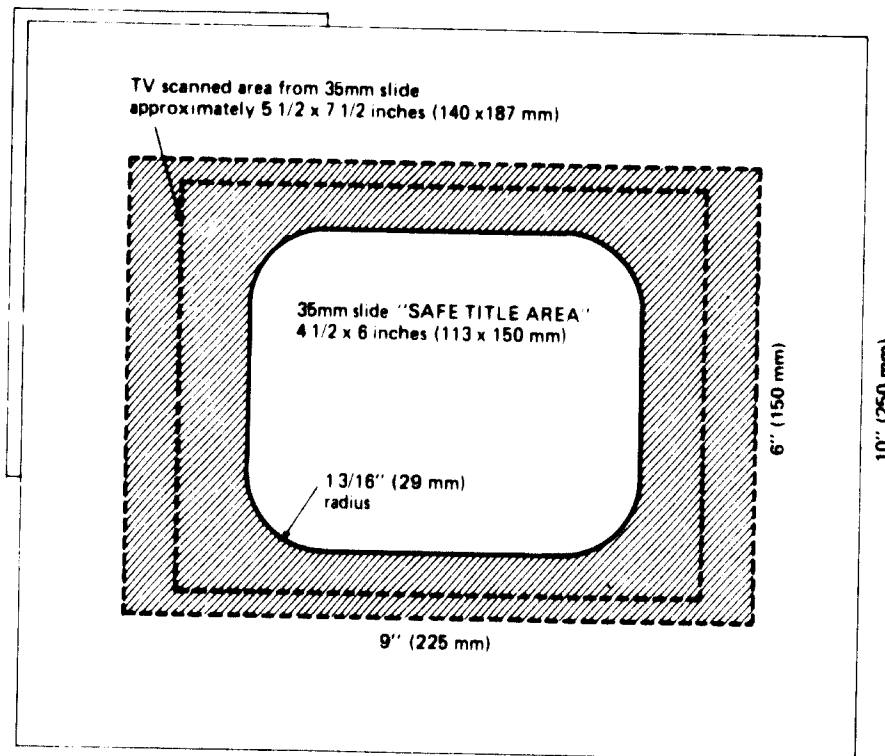 TV scanned area from 35mm slide
approximately 5 1/2 x 7 1/2 inches (140 x187 mm)
35mm slide "SAFE TITLE AREA"
4 1/2 x 6 inches (113 x 150 mm)
1 3/16" (29 mm)
radius
6" (150 mm)
10" (250 mm)
9" (225 mm)